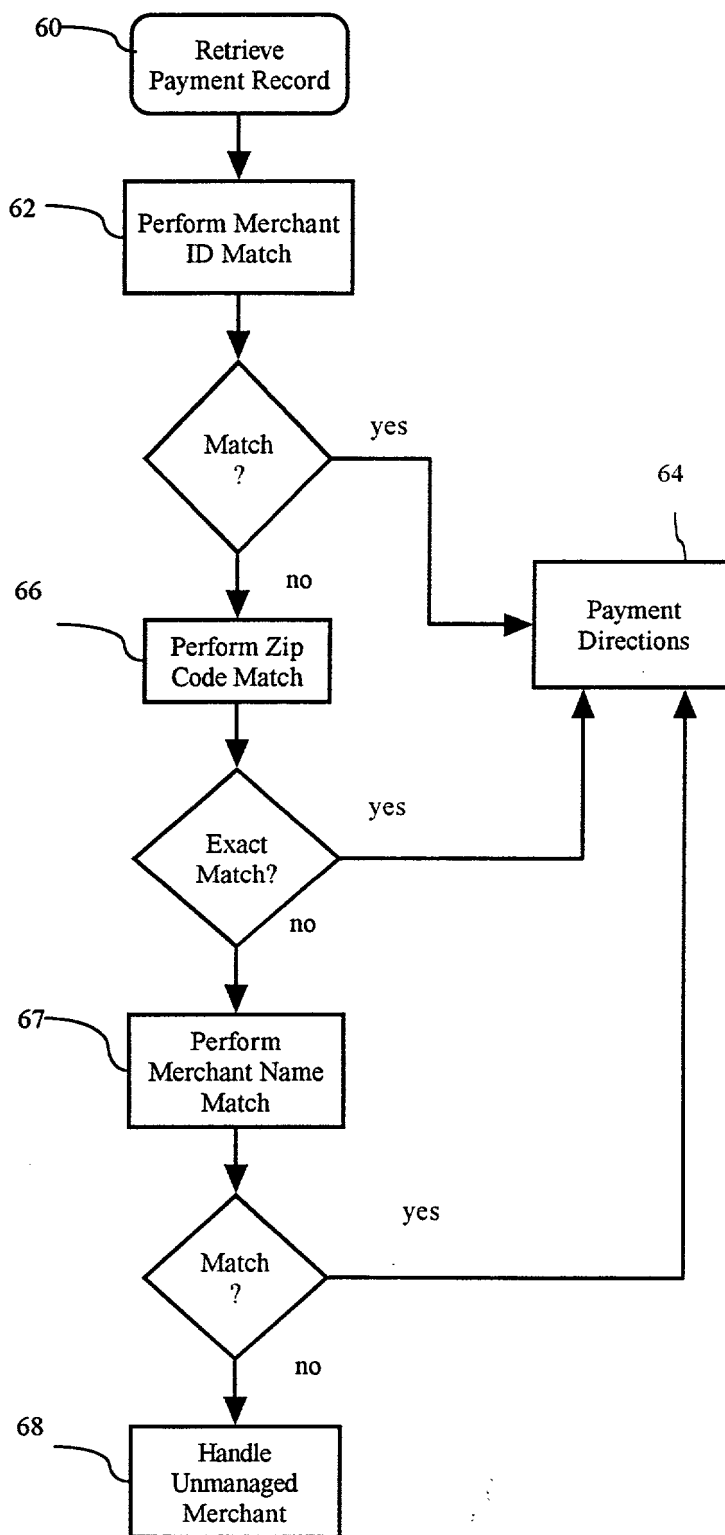 60
Retrieve
Payment Record
62
Perform Merchant
ID Match
Match
?
yes
no
64
Payment
Directions
66
Perform Zip
Code Match
Exact
Match?
yes
no
67
Perform
Merchant Name
Match
Match
?
yes
no
68
Handle
Unmanaged
Merchant